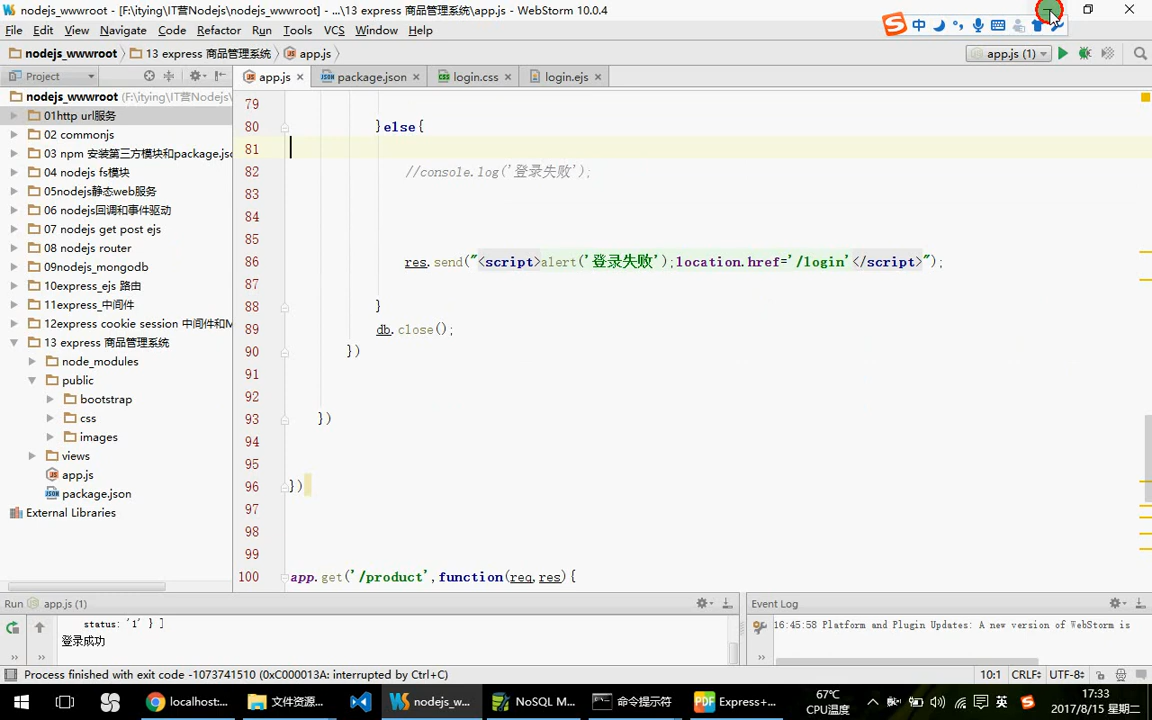 nodejs_wwwroot - [F:\itying\IT营Nodejs\nodejs_wwwroot] - ...\13 express 商品管理系统\app.js - WebStorm 10.0.4
中
File Edit View Navigate Code Refactor Run Tools VCS Window Help
nodejs_wwwroot 13 express 商品管理系统 app.js
app.js (1)
Project
app.js package.json login.css login.ejs
nodejs_wwwroot (F:\itying\IT营Nodejs\
01http url服务
02 commonjs
03 npm 安装第三方模块和package.jsc
04 nodejs fs模块
05nodejs静态web服务
06 nodejs回调和事件驱动
07 nodejs get post ejs
08 nodejs router
09nodejs_mongodb
10express_ejs 路由
11express_中间件
12express cookie session 中间件和M
13 express 商品管理系统
node_modules
public
bootstrap
css
images
views
app.js
package.json
External Libraries
79
80 }else{
81
82 //console.log('登录失败');
83
84
85
86 res.send("<script>alert('登录失败');location.href='/login'</script>");
87
88 }
89 db.close();
90 })
91
92
93 })
94
95
96 })
97
98
99
100 app.get('/product',function(req,res){
Run app.js (1)
status: '1' } ]
登录成功
Event Log
16:45:58 Platform and Plugin Updates: A new version of WebStorm is
Process finished with exit code -1073741510 (0xC000013A: interrupted by Ctrl+C)
10:1 CRLF UTF-8
localhost:... 文件资源... nodejs_w... NoSQL M... 命令提示符 Express+...
67℃
CPU温度
英
17:33
2017/8/15 星期二